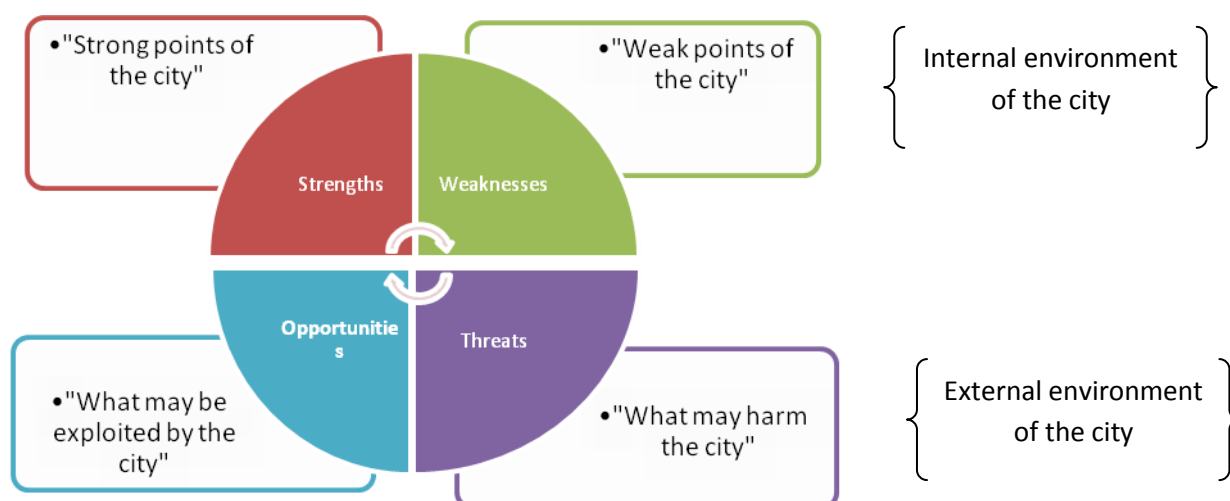 •"Strong points of
the city"
•"Weak points of
the city"
Internal environment
of the city
Strengths
Weaknesses
Opportunitie
s
Threats
•"What may be
exploited by the
city"
•"What may harm
the city"
External environment
of the city